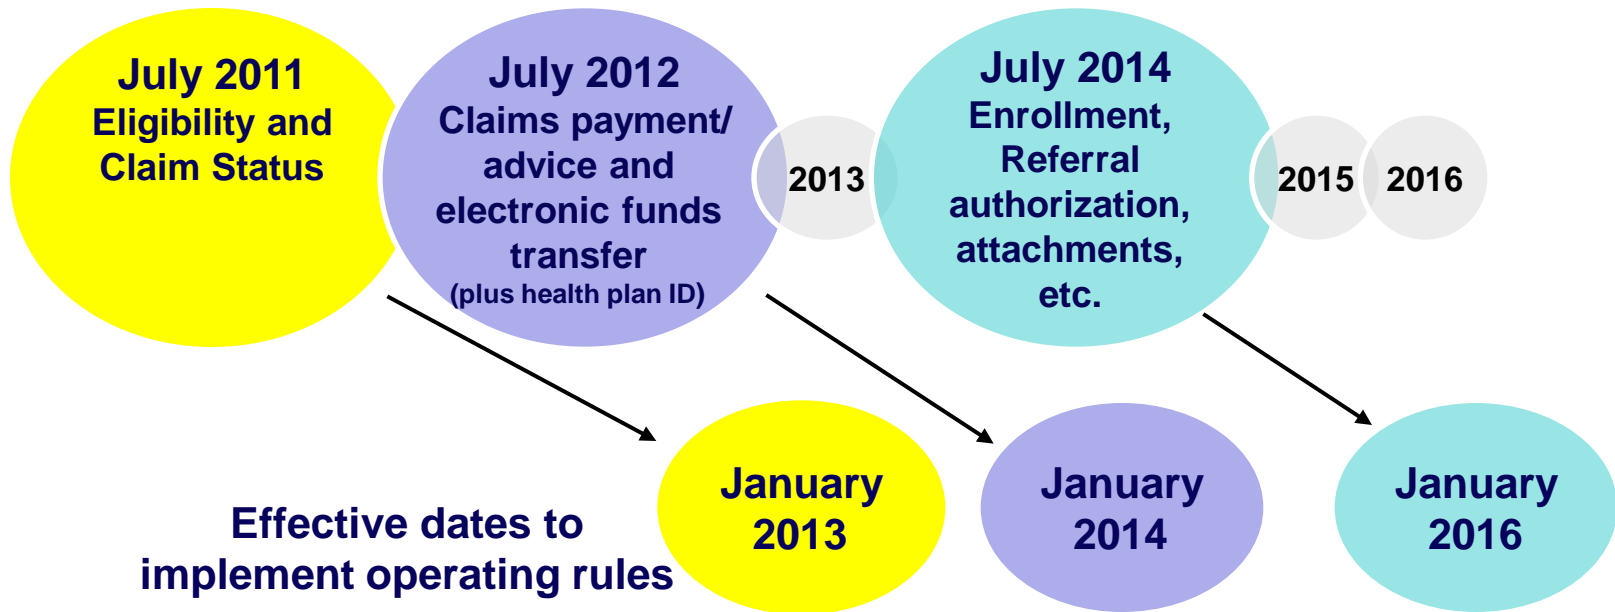 July 2011
Eligibility and
Claim Status
July 2012
Claims payment/
advice and
electronic funds
transfer
(plus health plan ID)
2013
July 2014
Enrollment,
Referral
authorization,
attachments,
etc.
2015
2016
Effective dates to
implement operating rules
January
2013
January
2014
January
2016